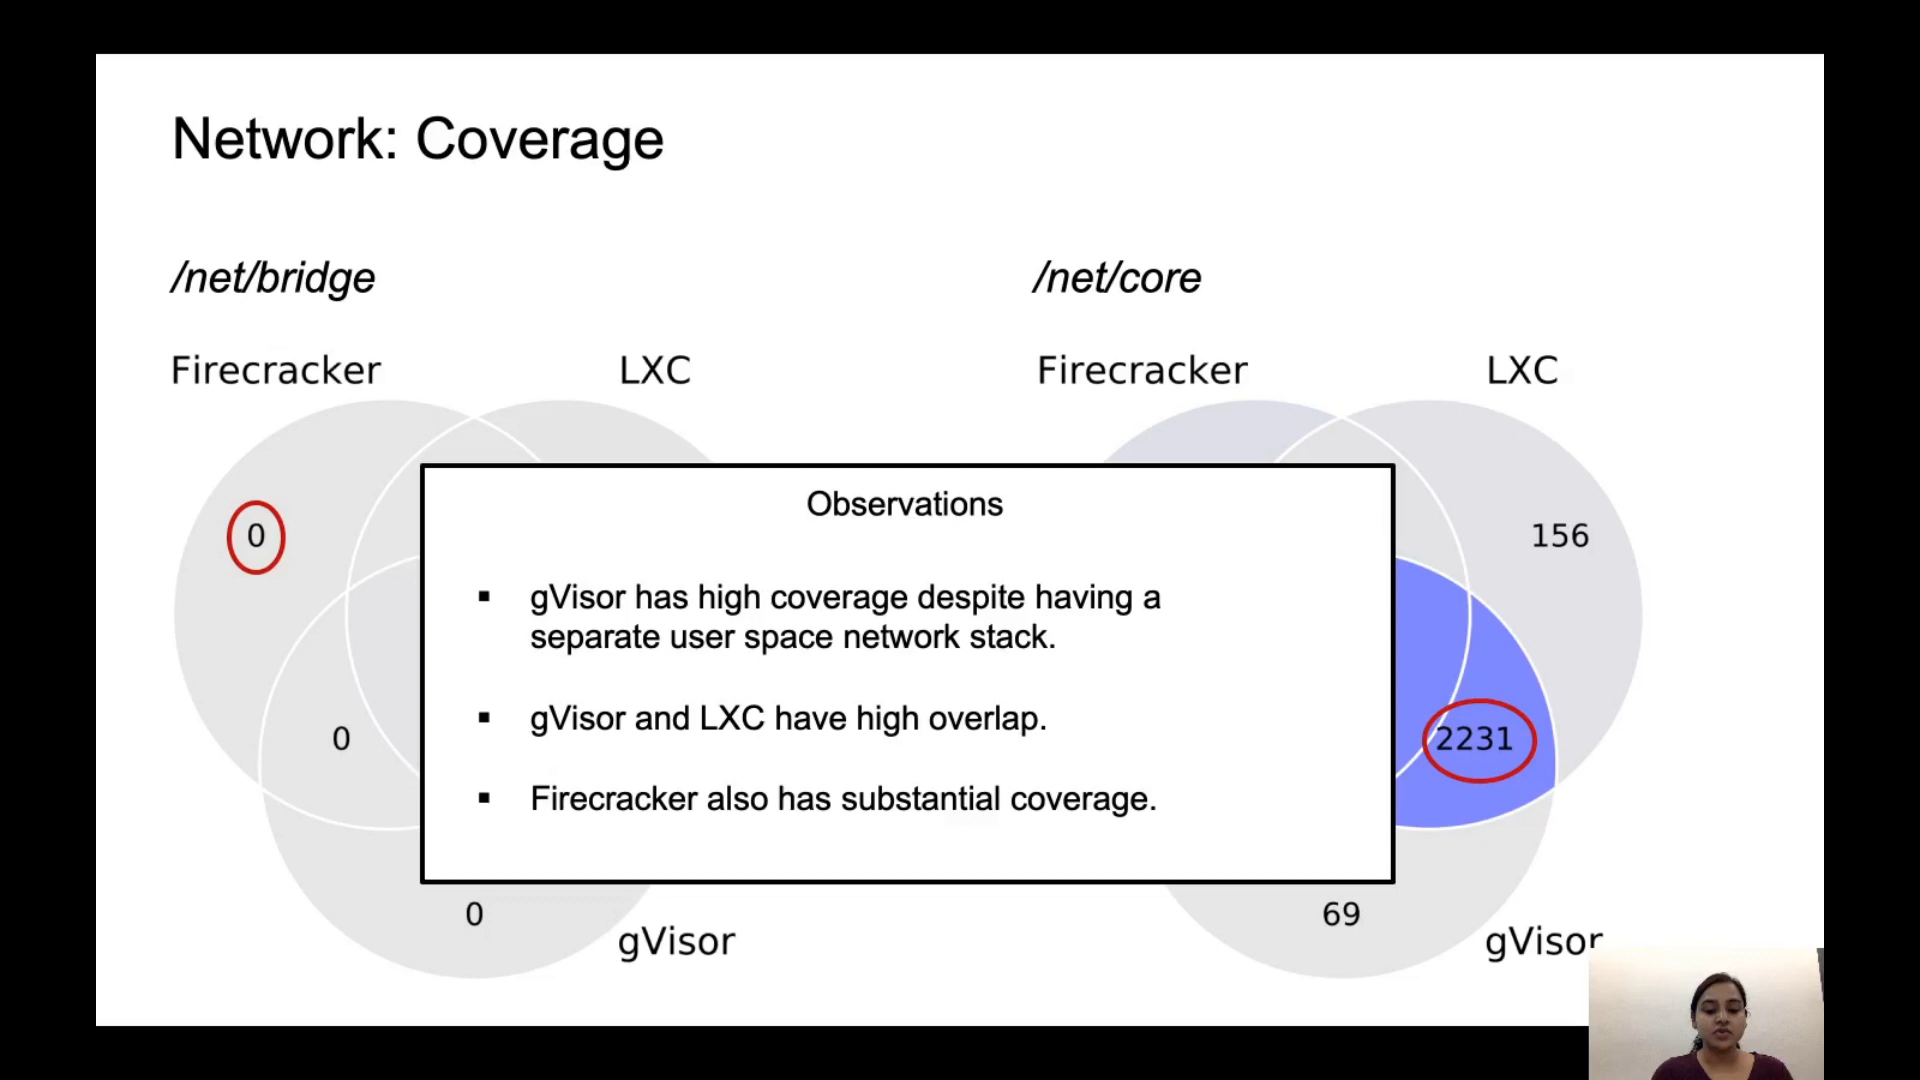 Network: Coverage
/net/bridge
/net/core
Firecracker
LXC
Firecracker
LXC
0
156
Observations
▪ gVisor has high coverage despite having a
separate user space network stack.
▪ gVisor and LXC have high overlap.
▪ Firecracker also has substantial coverage.
0
2231
0
gVisor
69
gVisor